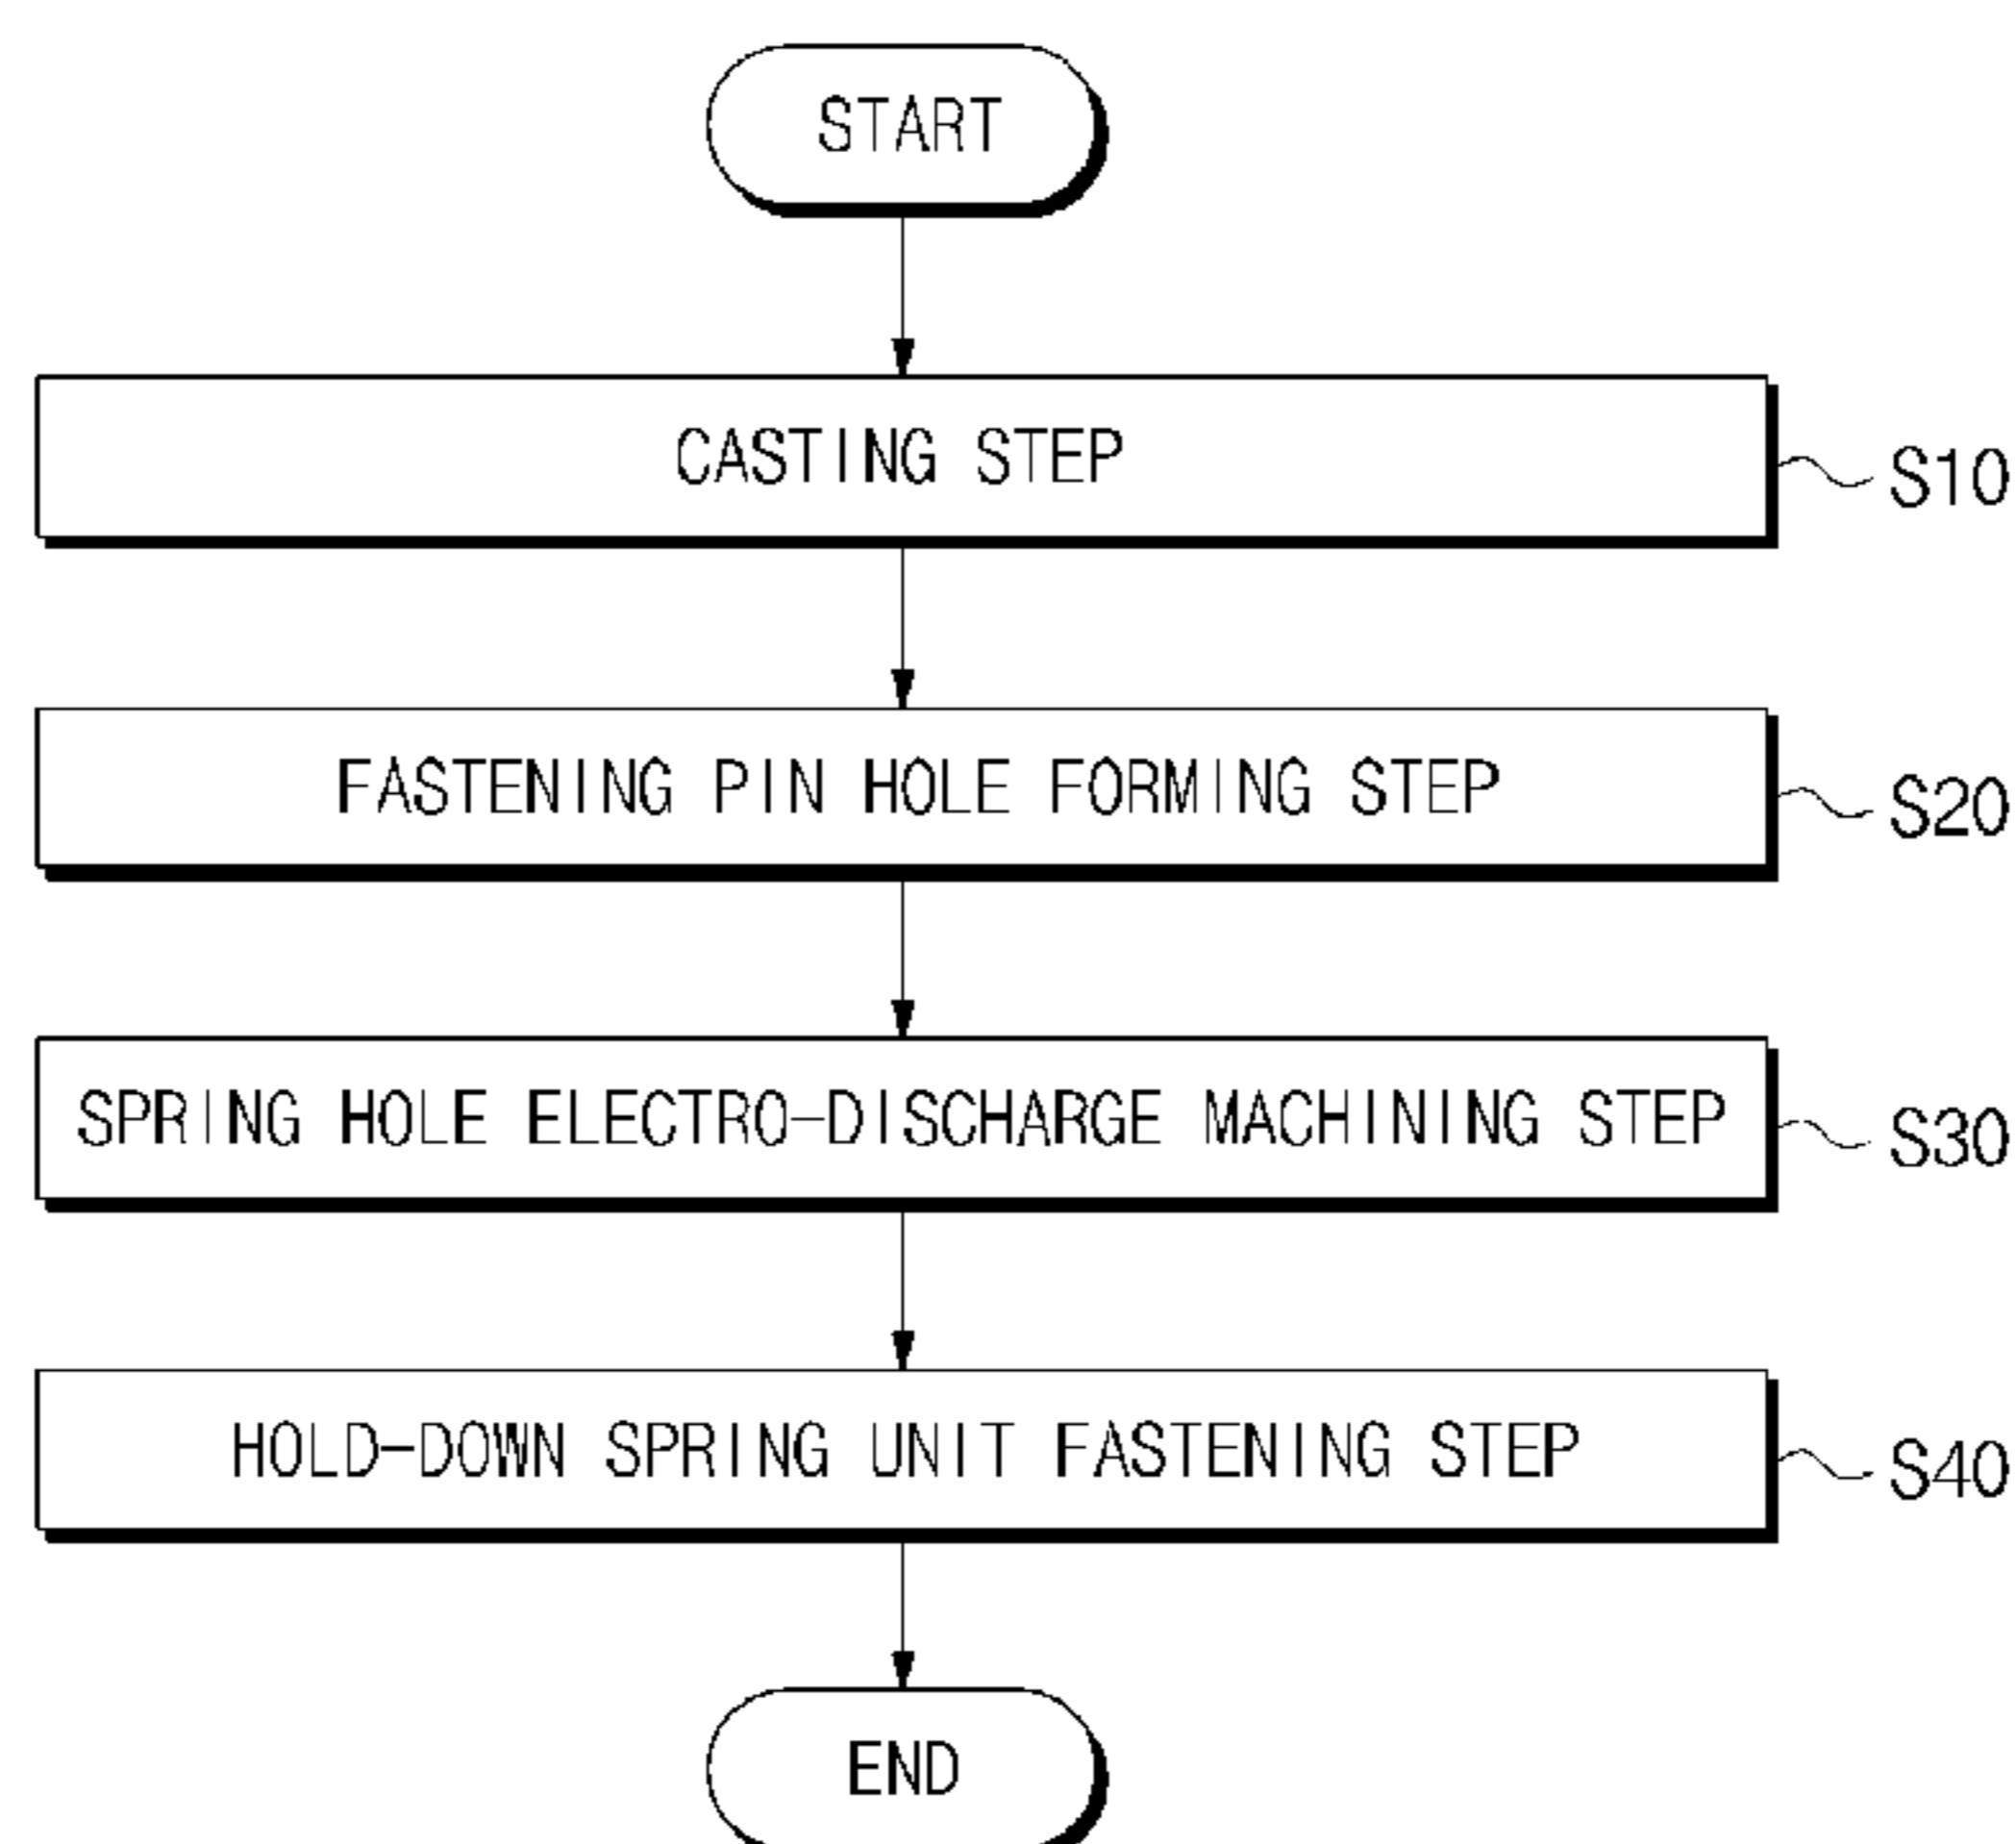 START
CASTING STEP
S10
FASTENING PIN HOLE FORMING STEP
S20
SPRING HOLE ELECTRO-DISCHARGE MACHINING STEP
S30
HOLD-DOWN SPRING UNIT FASTENING STEP
S40
END